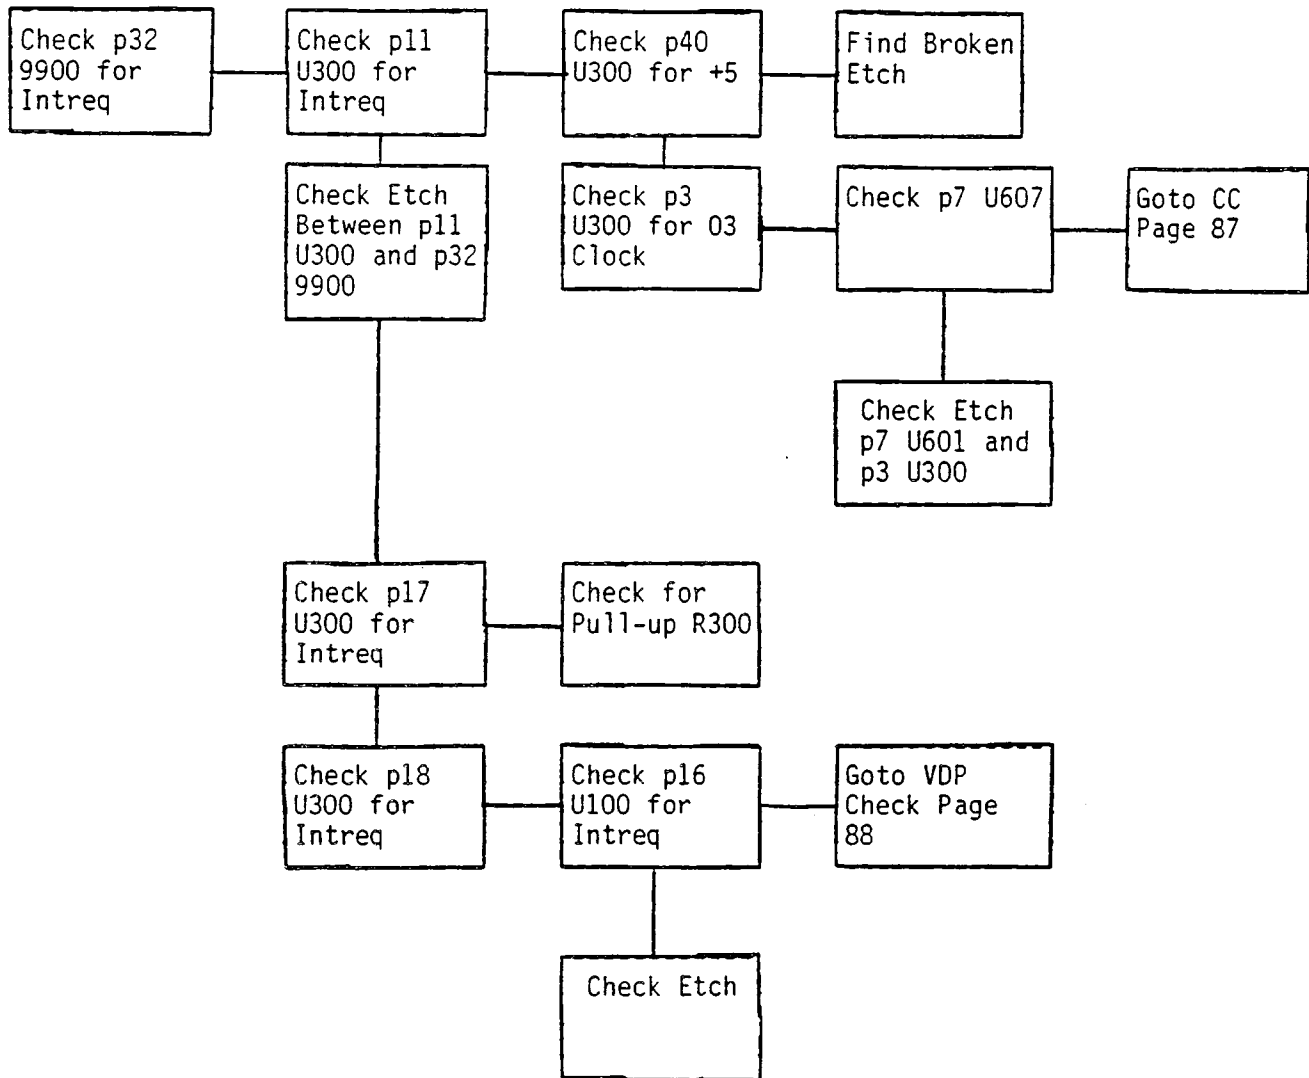 Check p32
9900 for
Intreq
Check p11
U300 for
Intreq
Check p40
U300 for +5
Find Broken
Etch
Check Etch
Between p11
U300 and p32
9900
Check p3
U300 for 03
Clock
Check p7 U607
Goto CC
Page 87
Check Etch
p7 U601 and
p3 U300
Check p17
U300 for
Intreq
Check for
Pull-up R300
Check p18
U300 for
Intreq
Check p16
U100 for
Intreq
Goto VDP
Check Page
88
Check Etch